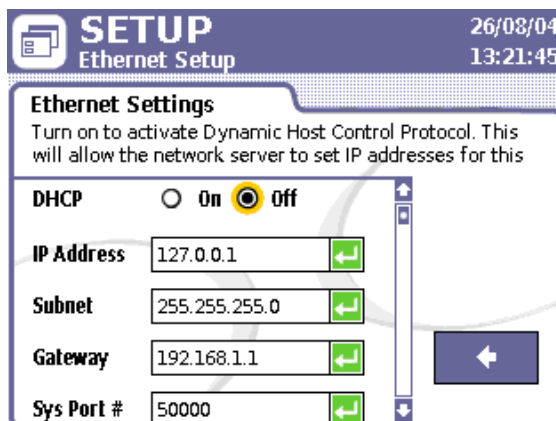 SETUP
26/08/04
Ethernet Setup
13:21:45
Ethernet Settings
Turn on to activate Dynamic Host Control Protocol. This
will allow the network server to set IP addresses for this
DHCP On Off
IP Address 127.0.0.1
Subnet 255.255.255.0
Gateway 192.168.1.1
Sys Port # 50000